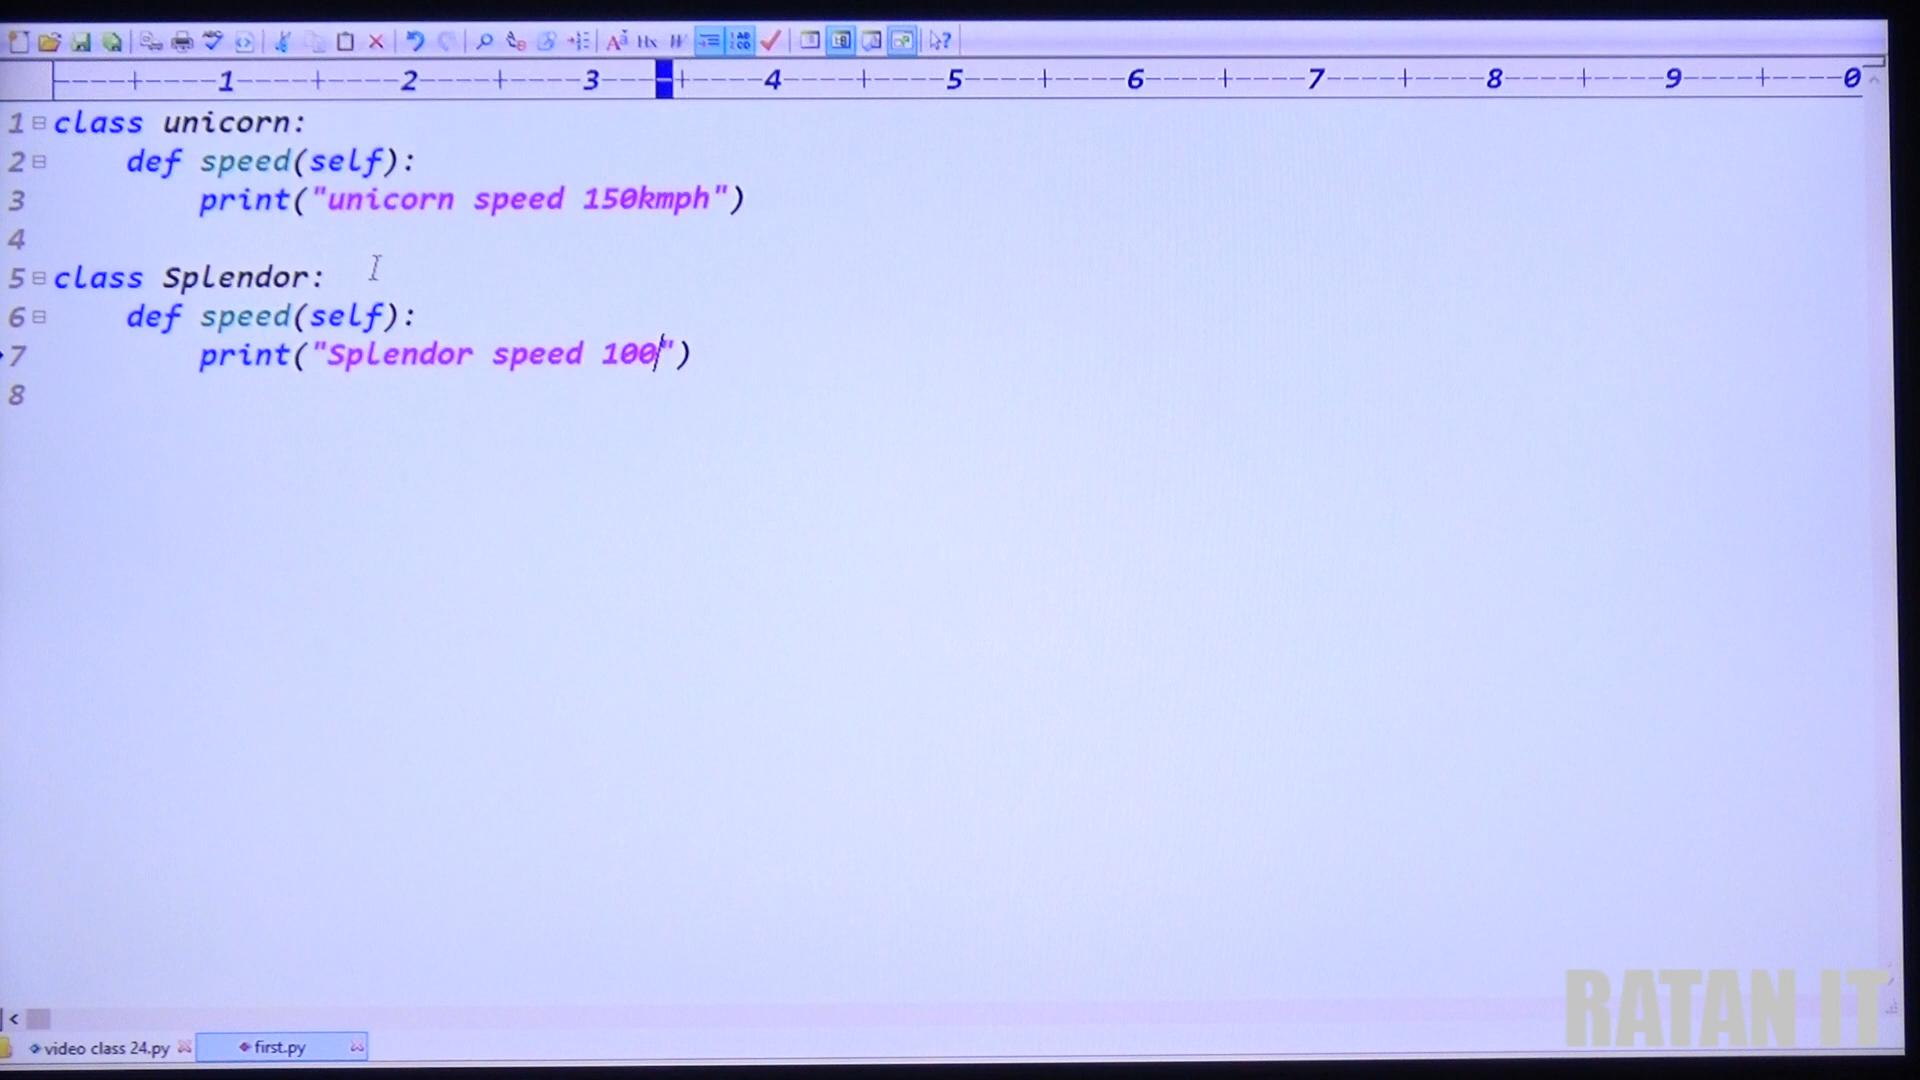 ----+----1----+----2----+----3----+----4----+----5----+----6----+----7----+----8----+----9----+----0
1 class unicorn:
2 def speed(self):
3 print("unicorn speed 150kmph")
4
5 class Splendor:
6 def speed(self):
7 print("Splendor speed 100")
8
video class 24.py first.py
RATAN IT